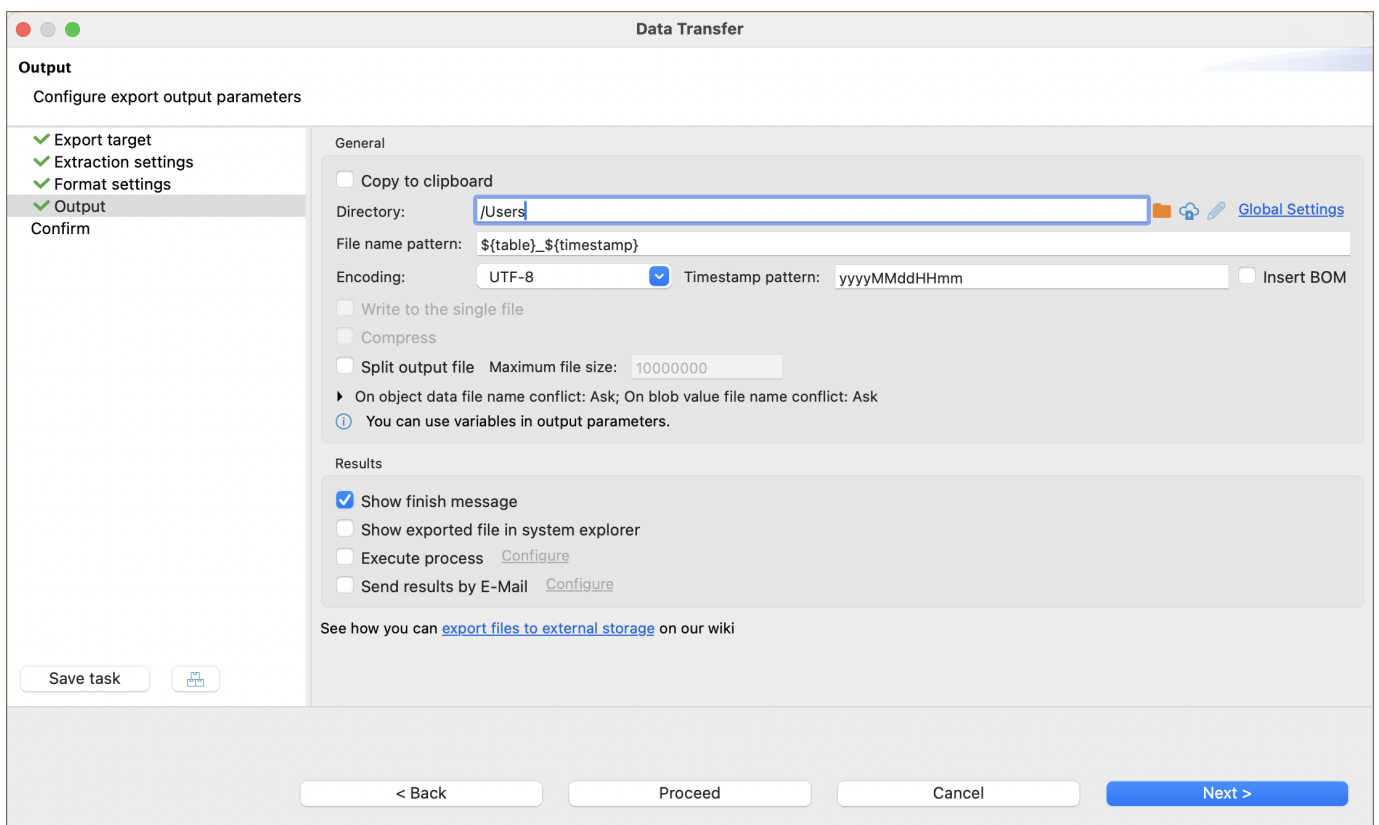 Data Transfer
Output
Configure export output parameters
Export target
Extraction settings
Format settings
Output
Confirm
General
Copy to clipboard
Directory: /Users Global Settings
File name pattern: ${table}_${timestamp}
Encoding: UTF-8 Timestamp pattern: yyyyMMddHHmm Insert BOM
Write to the single file
Compress
Split output file Maximum file size: 10000000
On object data file name conflict: Ask; On blob value file name conflict: Ask
You can use variables in output parameters.
Results
Show finish message
Show exported file in system explorer
Execute process Configure
Send results by E-Mail Configure
See how you can export files to external storage on our wiki
Save task
< Back Proceed Cancel Next >